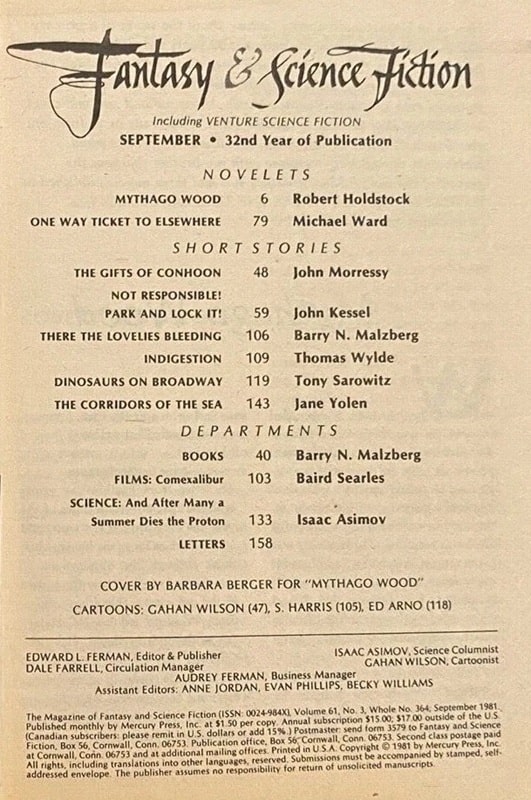 Fantasy & Science Fiction
Including VENTURE SCIENCE FICTION
SEPTEMBER • 32nd Year of Publication
NOVELETS
MYTHAGO WOOD 6 Robert Holdstock
ONE WAY TICKET TO ELSEWHERE 79 Michael Ward
SHORT STORIES
THE GIFTS OF CONHOON 48 John Morressy
NOT RESPONSIBLE!
PARK AND LOCK IT! 59 John Kessel
THERE THE LOVELIES BLEEDING 106 Barry N. Malzberg
INDIGESTION 109 Thomas Wylde
DINOSAURS ON BROADWAY 119 Tony Sarowitz
THE CORRIDORS OF THE SEA 143 Jane Yolen
DEPARTMENTS
BOOKS 40 Barry N. Malzberg
FILMS: Comexalibur 103 Baird Searles
SCIENCE: And After Many a
Summer Dies the Proton 133 Isaac Asimov
LETTERS 158
COVER BY BARBARA BERGER FOR "MYTHAGO WOOD"
CARTOONS: GAHAN WILSON (47), S. HARRIS (105), ED ARNO (118)
EDWARD L. FERMAN, Editor & Publisher ISAAC ASIMOV, Science Columnist
DALE FARRELL, Circulation Manager GAHAN WILSON, Cartoonist
AUDREY FERMAN, Business Manager
Assistant Editors: ANNE JORDAN, EVAN PHILLIPS, BECKY WILLIAMS
The Magazine of Fantasy and Science Fiction (ISSN: 0024-984X), Volume 61, No. 3, Whole No. 364, September 1981.
Published monthly by Mercury Press, Inc. at $1.50 per copy. Annual subscription $15.00; $17.00 outside of the U.S.
(Canadian subscribers: please remit in U.S. dollars or add 15%.) Postmaster: send form 3579 to Fantasy and Science
Fiction, Box 56, Cornwall, Conn. 06753. Publication office, Box 56, Cornwall, Conn. 06753. Second class postage paid
at Cornwall, Conn. 06753 and at additional mailing offices. Printed in U.S.A. Copyright © 1981 by Mercury Press, Inc.
All rights, including translations into other languages, reserved. Submissions must be accompanied by stamped, self-
addressed envelope. The publisher assumes no responsibility for return of unsolicited manuscripts.